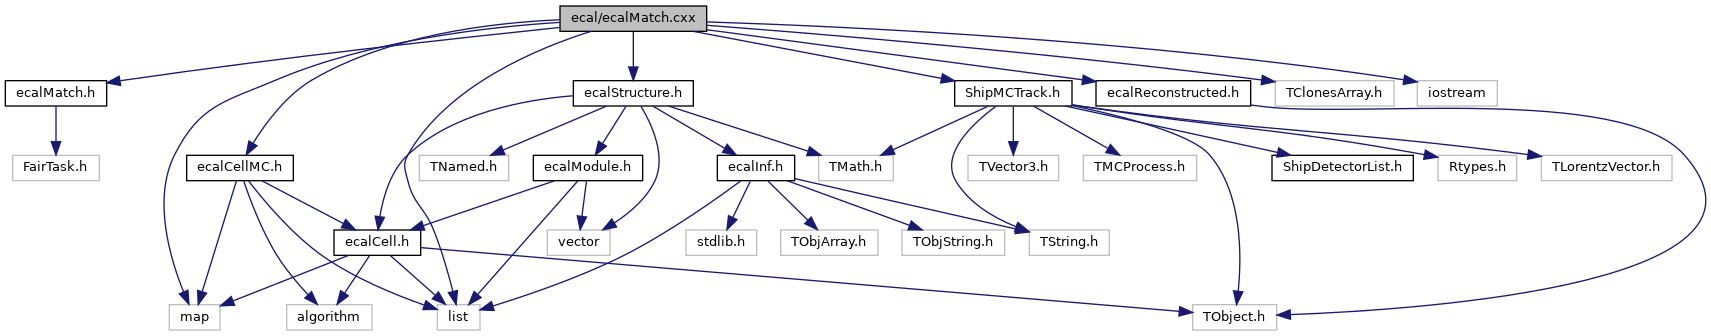 ecal/ecalMatch.cxx
ecalMatch.h
ecalStructure.h
ShipMCTrack.h
ecalReconstructed.h
TClonesArray.h
iostream
FairTask.h
ecalCellMC.h
TNamed.h
ecalModule.h
ecalInf.h
TMath.h
TVector3.h
TMCProcess.h
ShipDetectorList.h
Rtypes.h
TLorentzVector.h
ecalCell.h
vector
stdlib.h
TObjArray.h
TObjString.h
TString.h
map
algorithm
list
TObject.h